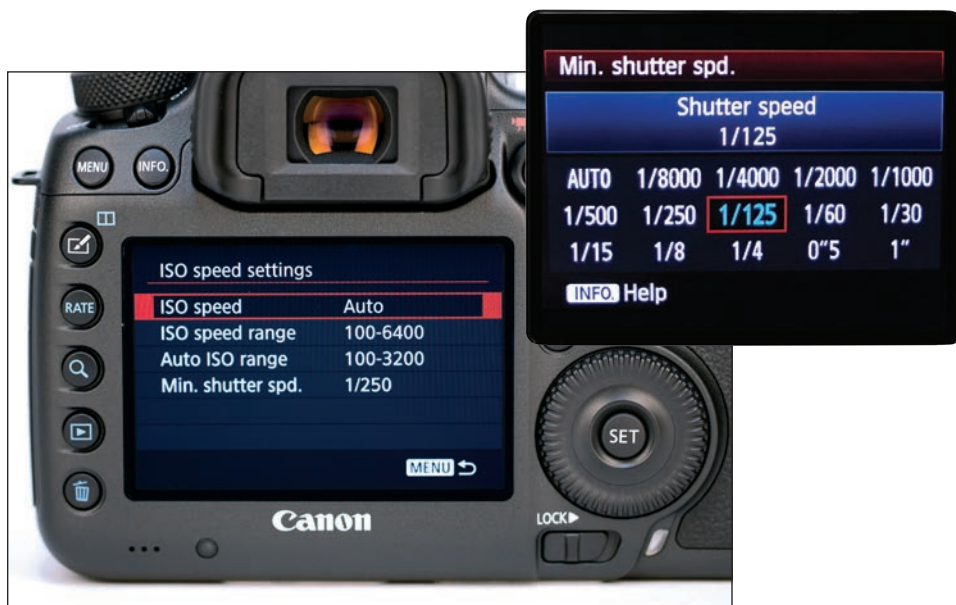 Min. shutter spd.
Shutter speed
1/125
AUTO 1/8000 1/4000 1/2000 1/1000
1/500 1/250 1/125 1/60 1/30
1/15 1/8 1/4 0"5 1"
INFO. Help
MENU INFO.
RATE
ISO speed settings
ISO speed Auto
ISO speed range 100-6400
Auto ISO range 100-3200
Min. shutter spd. 1/250
MENU
SET
Canon
LOCK